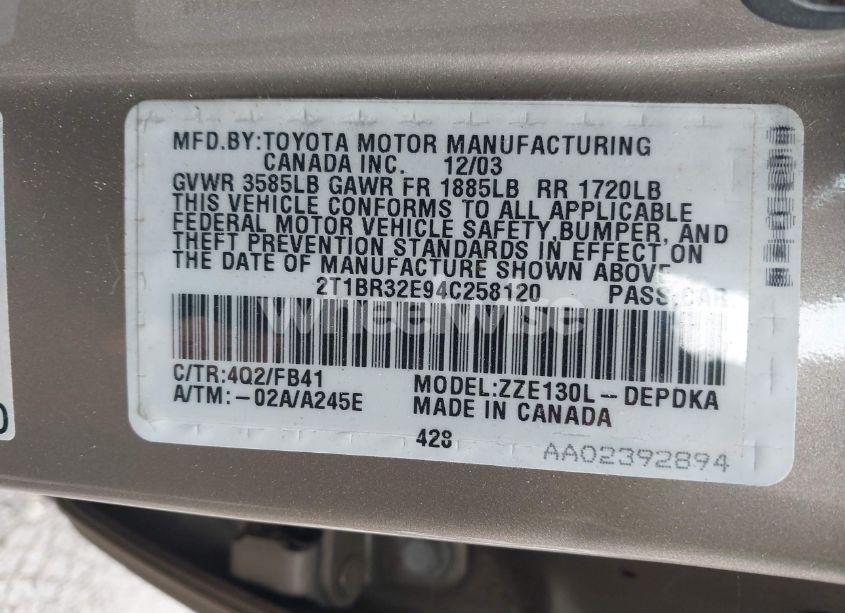 MFD.BY:TOYOTA MOTOR MANUFACTURING
CANADA INC. 12/03
GVWR 3585LB GAWR FR 1885LB RR 1720LB
THIS VEHICLE CONFORMS TO ALL APPLICABLE
FEDERAL MOTOR VEHICLE SAFETY,BUMPER, AND
THEFT PREVENTION STANDARDS IN EFFECT ON
THE DATE OF MANUFACTURE SHOWN ABOVE.
2T1BR32E94C258120 PASS.CAR
Wheelwise
C/TR:4Q2/FB41 MODEL:ZZE130L-DEPDKA
A/TM:-02A/A245E MADE IN CANADA
428
AA02392894